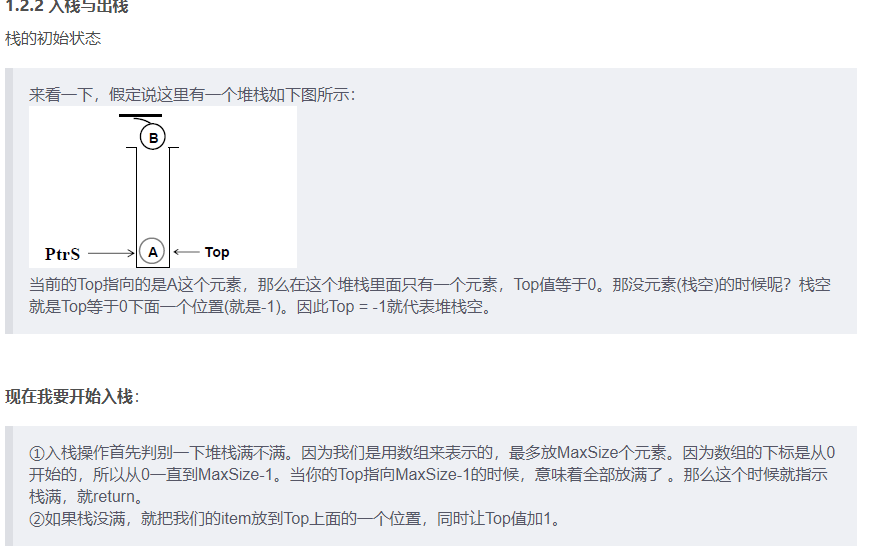 1.2.2 入栈与出栈
栈的初始状态
来看一下，假定说这里有一个堆栈如下图所示：
B
PtrS
A
Top
当前的Top指向的是A这个元素，那么在这个堆栈里面只有一个元素，Top值等于0。那没元素(栈空)的时候呢？栈空
就是Top等于0下面一个位置(就是-1)。因此Top = -1就代表堆栈空。
现在我要开始入栈：
①入栈操作首先判别一下堆栈满不满。因为我们是用数组来表示的，最多放MaxSize个元素。因为数组的下标是从0
开始的，所以从0一直到MaxSize-1。当你的Top指向MaxSize-1的时候，意味着全部放满了 。那么这个时候就指示
栈满，就return。
②如果栈没满，就把我们的item放到Top上面的一个位置，同时让Top值加1。